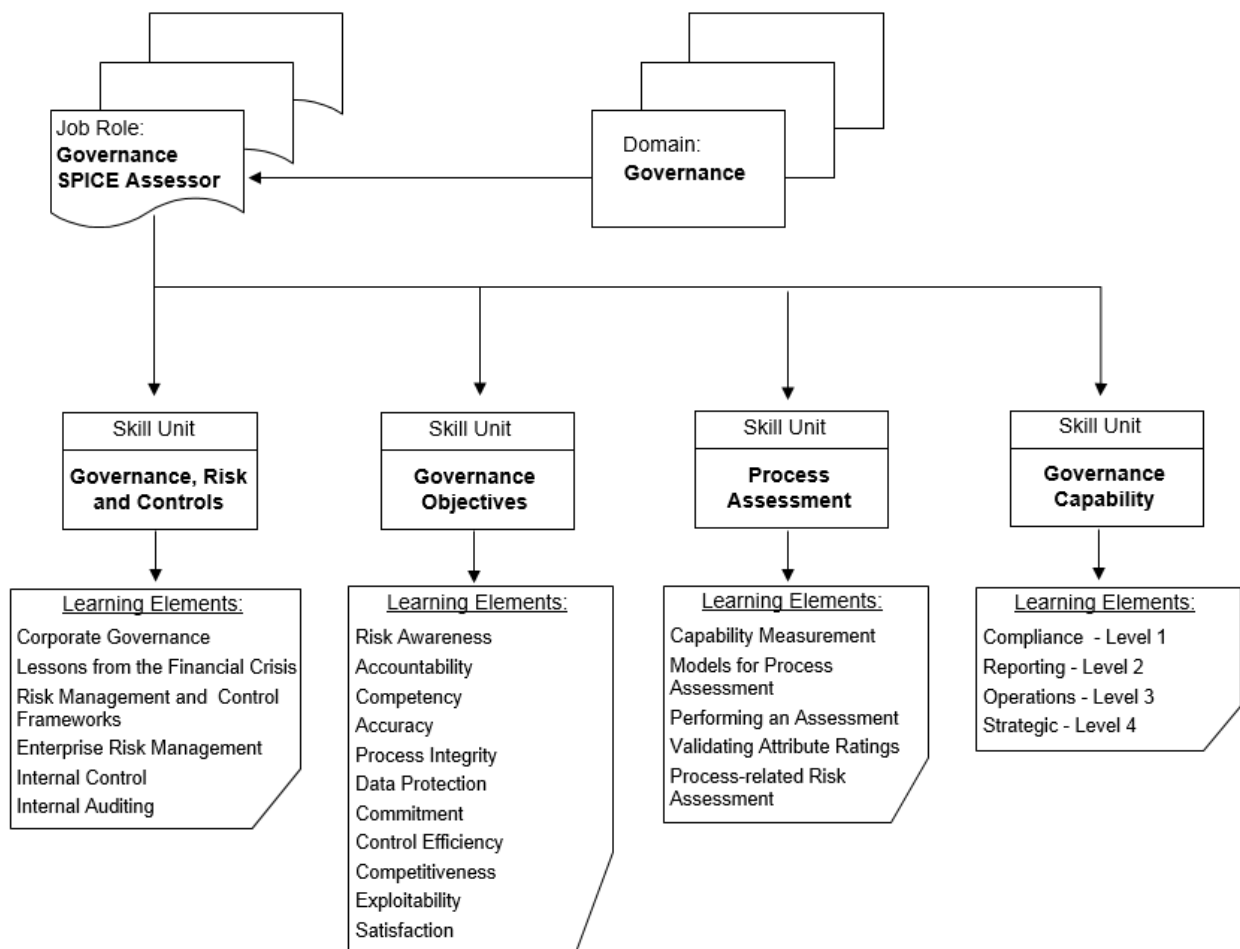 Job Role:
Governance
SPICE Assessor
Domain:
Governance
Skill Unit
Governance, Risk
and Controls
Learning Elements:
Corporate Governance
Lessons from the Financial Crisis
Risk Management and Control
Frameworks
Enterprise Risk Management
Internal Control
Internal Auditing
Skill Unit
Governance
Objectives
Learning Elements:
Risk Awareness
Accountability
Competency
Accuracy
Process Integrity
Data Protection
Commitment
Control Efficiency
Competitiveness
Exploitability
Satisfaction
Skill Unit
Process
Assessment
Learning Elements:
Capability Measurement
Models for Process
Assessment
Performing an Assessment
Validating Attribute Ratings
Process-related Risk
Assessment
Skill Unit
Governance
Capability
Learning Elements:
Compliance - Level 1
Reporting - Level 2
Operations - Level 3
Strategic - Level 4